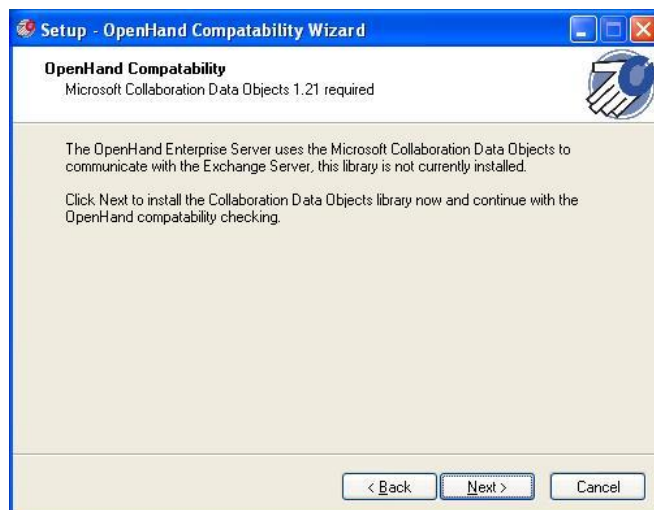 Setup - OpenHand Compatability Wizard
OpenHand Compatability
Microsoft Collaboration Data Objects 1.21 required
The OpenHand Enterprise Server uses the Microsoft Collaboration Data Objects to
communicate with the Exchange Server, this library is not currently installed.
Click Next to install the Collaboration Data Objects library now and continue with the
OpenHand compatability checking.
< Back
Next >
Cancel